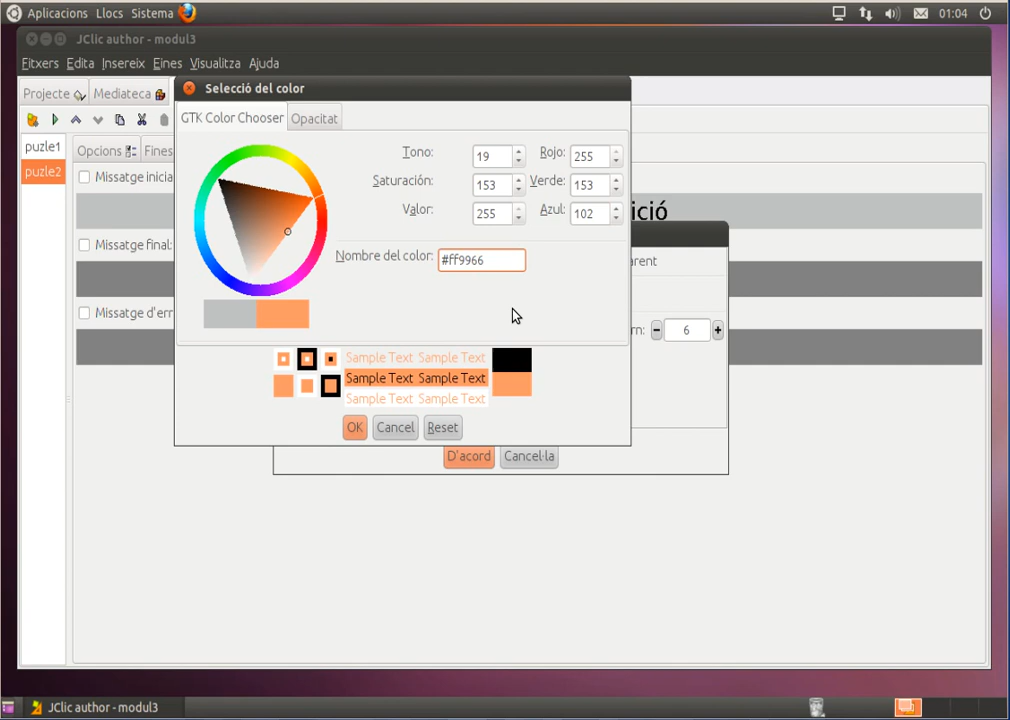 Aplicacions Llocs Sistema 01:04
JClic author - modul3
Fitxers Edita Insereix Eines Visualitza Ajuda
Selecció del color
Projecte Mediateca
GTK Color Chooser Opacitat
puzle1
puzle2
Opcions Fines
Tono: 19 Rojo: 255
Saturación: 153 Verde: 153
Valor: 255 Azul: 102
Missatge inicia
ició
Missatge final:
Nombre del color: #ff9966
arent
Missatge d'err
rn: 6
Sample Text Sample Text
Sample Text Sample Text
Sample Text Sample Text
OK Cancel Reset
D'acord Cancel·la
JClic author - modul3